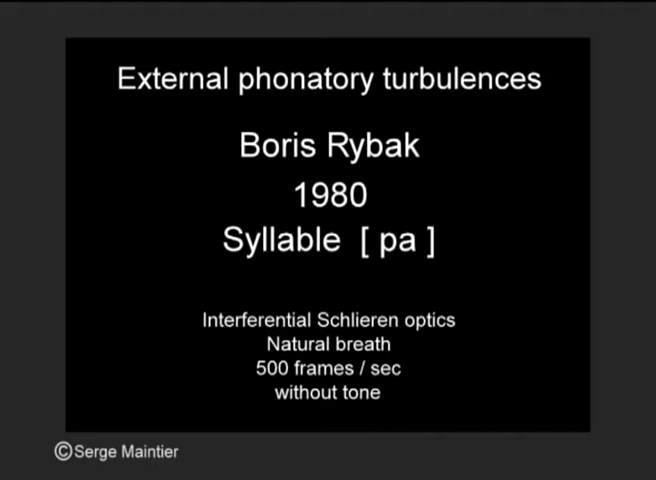 External phonatory turbulences
Boris Rybak
1980
Syllable [ pa ]
Interferential Schlieren optics
Natural breath
500 frames / sec
without tone
©Serge Maintier